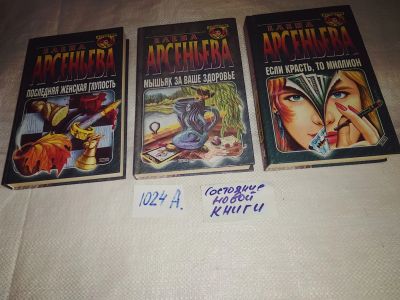 ЕЛЕНА
АРСЕНЬЕВА
ПОСЛЕДНЯЯ ЖЕНСКАЯ ГЛУПОСТЬ
ЕЛЕНА
АРСЕНЬЕВА
МЫШЬЯК ЗА ВАШЕ ЗДОРОВЬЕ
ЕЛЕНА
АРСЕНЬЕВА
ЕСЛИ КРАСТЬ, ТО МИЛЛИОН
1024 А.
Состояние
новой
книги